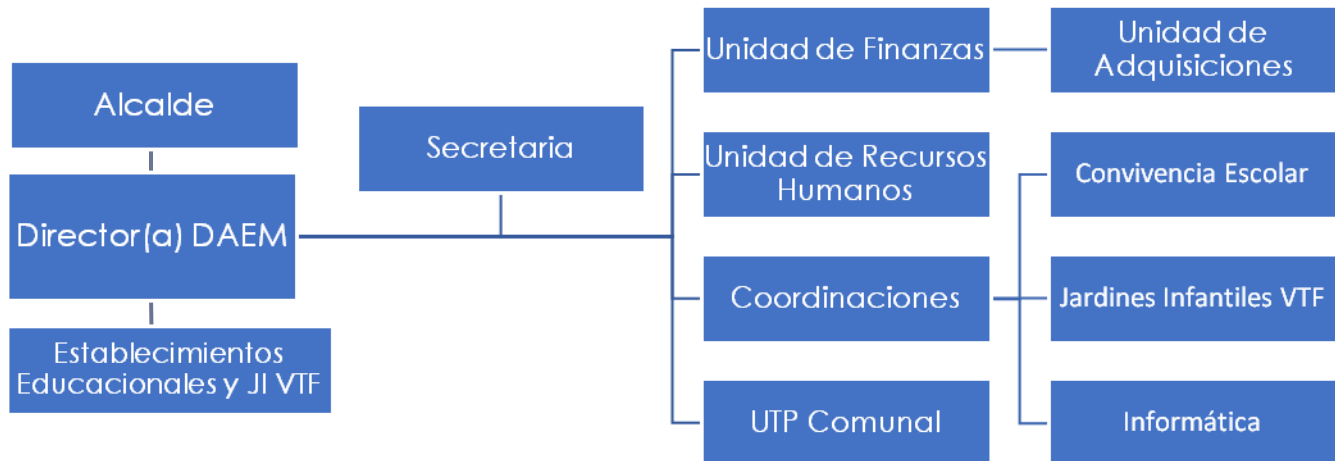 Alcalde
Director(a) DAEM
Establecimientos
Educacionales y JI VTF
Secretaria
Unidad de Finanzas
Unidad de
Adquisiciones
Unidad de Recursos
Humanos
Coordinaciones
Convivencia Escolar
Jardines Infantiles VTF
Informática
UTP Comunal